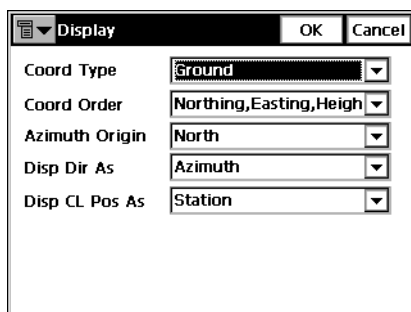 Display OK Cancel
Coord Type Ground
Coord Order Northing,Easting,Heigh
Azimuth Origin North
Disp Dir As Azimuth
Disp CL Pos As Station